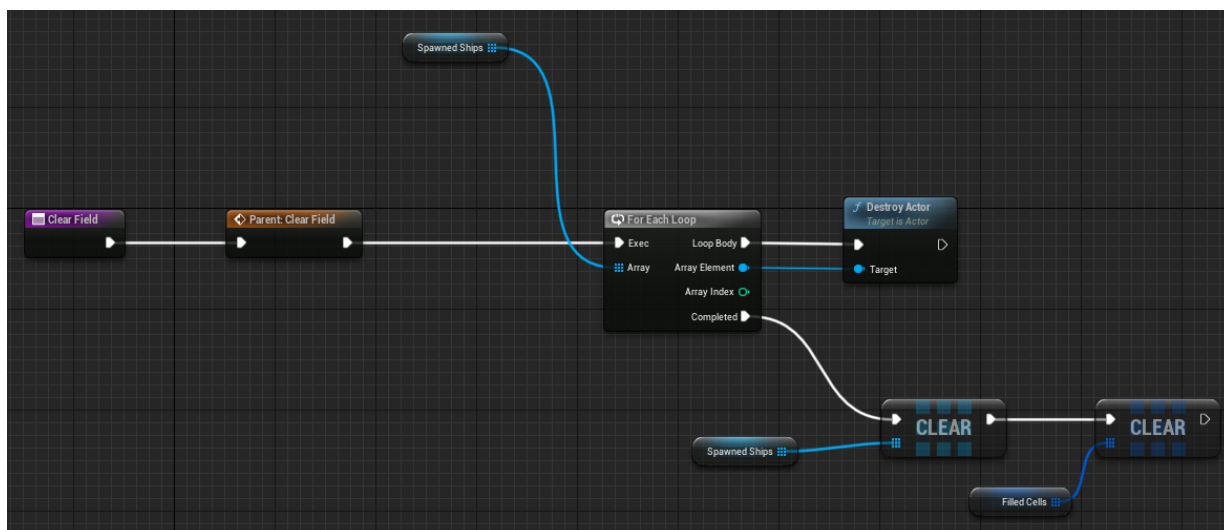 Spawned Ships
Clear Field
Parent: Clear Field
For Each Loop
Exec
Loop Body
Array
Array Element
Array Index
Completed
f Destroy Actor
Target is Actor
Target
CLEAR
CLEAR
Spawned Ships
Filled Cells